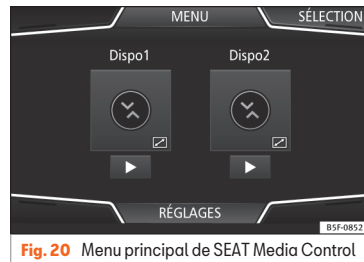 MENU SÉLECTION
Dispo1 Dispo2
RÉGLAGES
B5F-0852
Fig. 20 Menu principal de SEAT Media Control